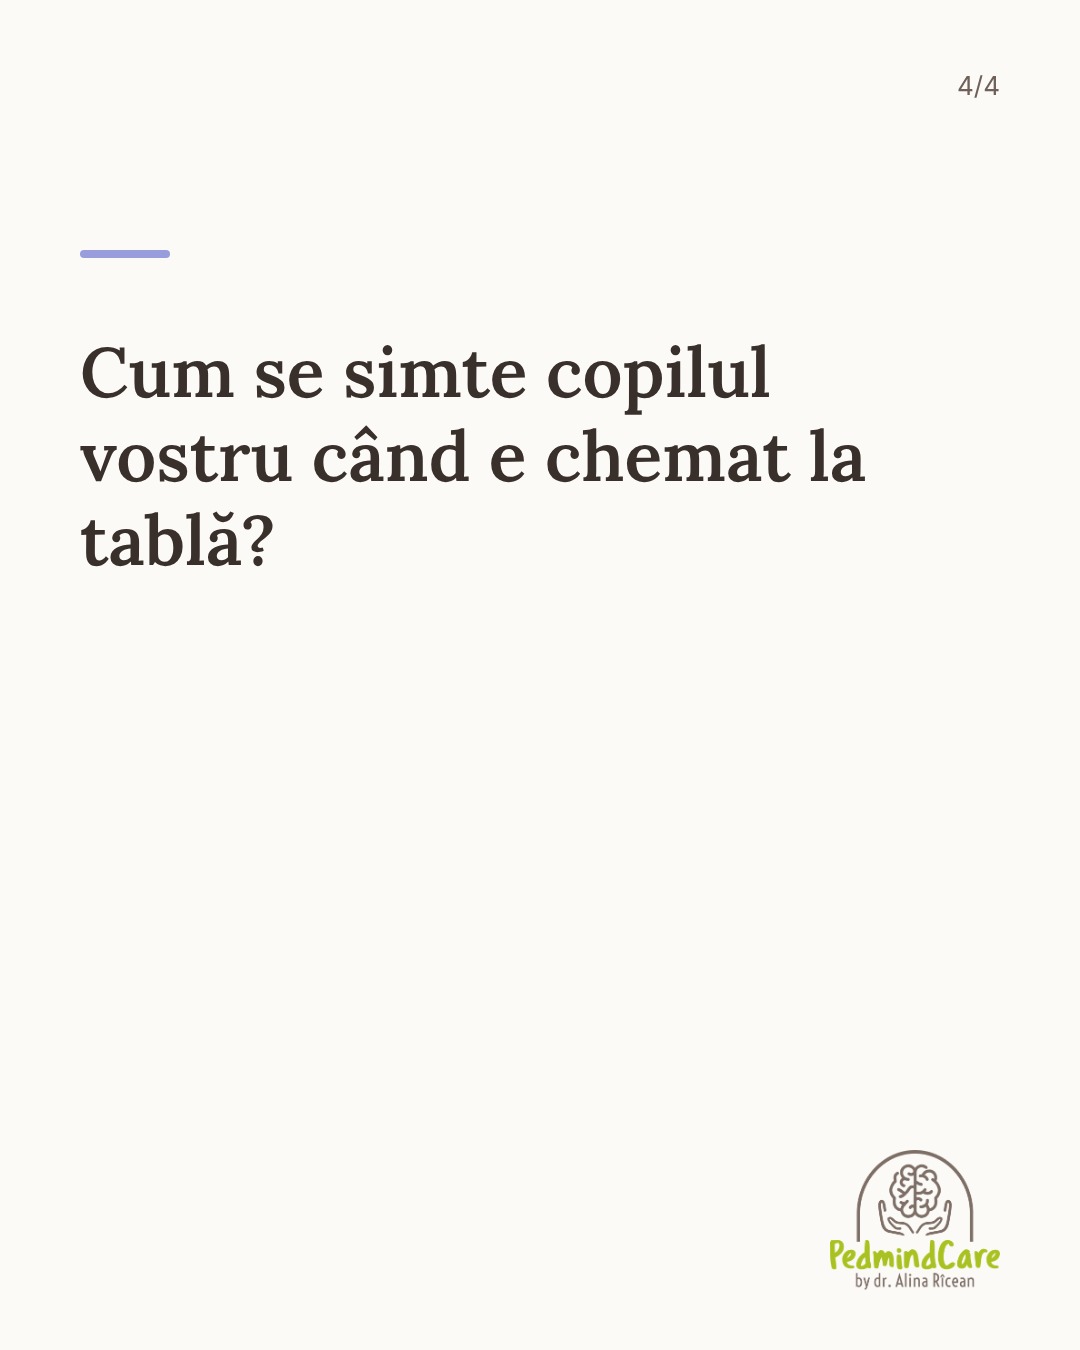 4/4
Cum se simte copilul
vostru când e chemat la
tablă?
PedmindCare
by dr. Alina Rîcean